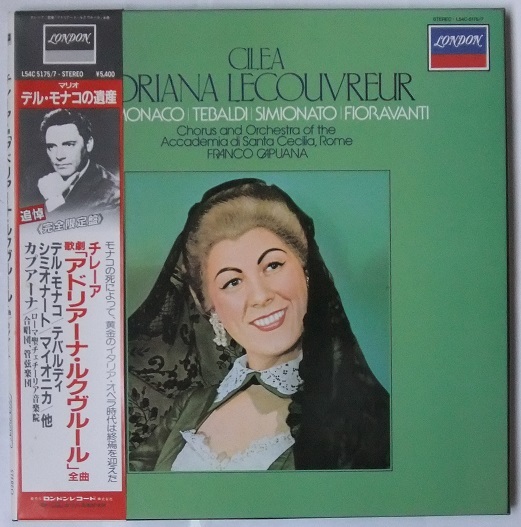 LONDON
L54C 5175/7・STEREO ¥5,400
マリオ
テル・モナコの遺産
追悼
《完全限定盤》
モナコの死によって、黄金のイタリア・オペラ時代は終焉を迎えた
チレーア
歌劇「アドリアーナ・ルクヴルール」全曲
テル・モナコ/テバルディ
シミオナート/マイオニカ/他
カプアーナ/ローマ聖チェチーリア音楽院
合唱団、管弦楽団
ロンドンレコード
STEREO L54C-5175/7
LONDON
CILEA
DRIANA LECOUVREUR
MONACO | TEBALDI | SIMIONATO | FIORAVANTI
Chorus and Orchestra of the
Accademia di Santa Cecilia, Rome
FRANCO CAPUANA